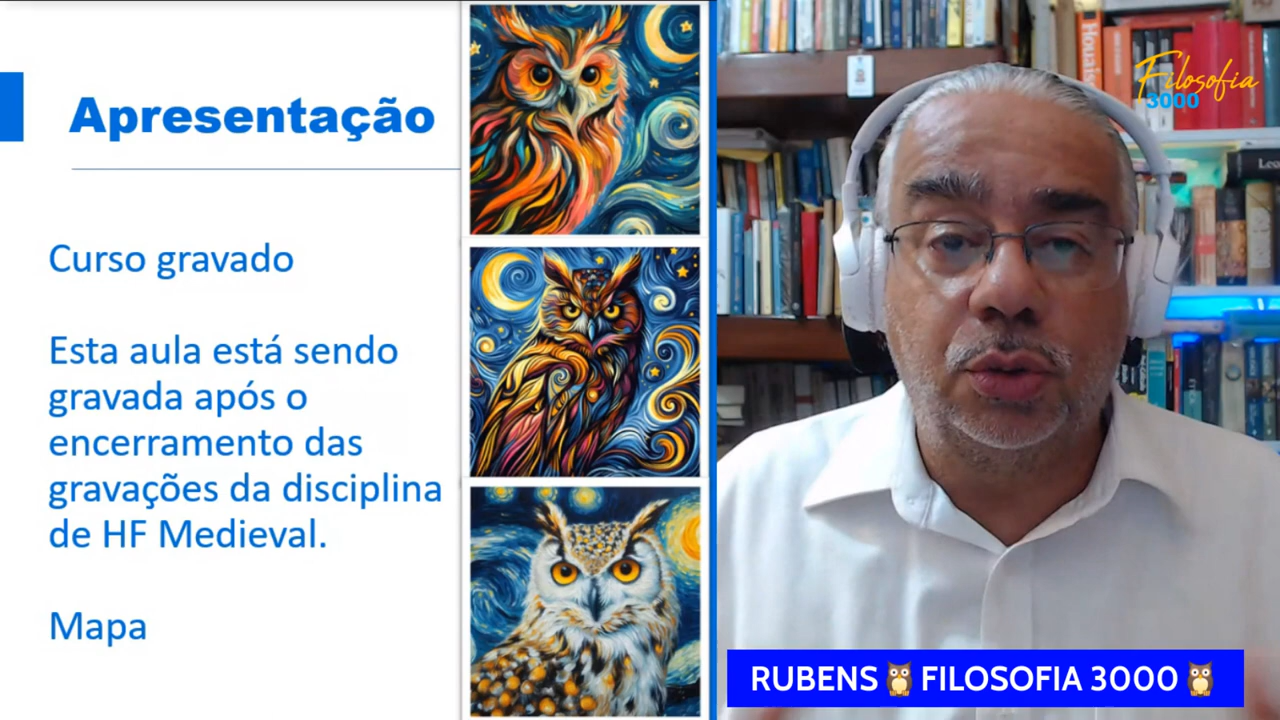 Apresentação
Curso gravado
Esta aula está sendo
gravada após o
encerramento das
gravações da disciplina
de HF Medieval.
Mapa
Houaiss
Filosofia
3000
RUBENS🦉FILOSOFIA 3000🦉